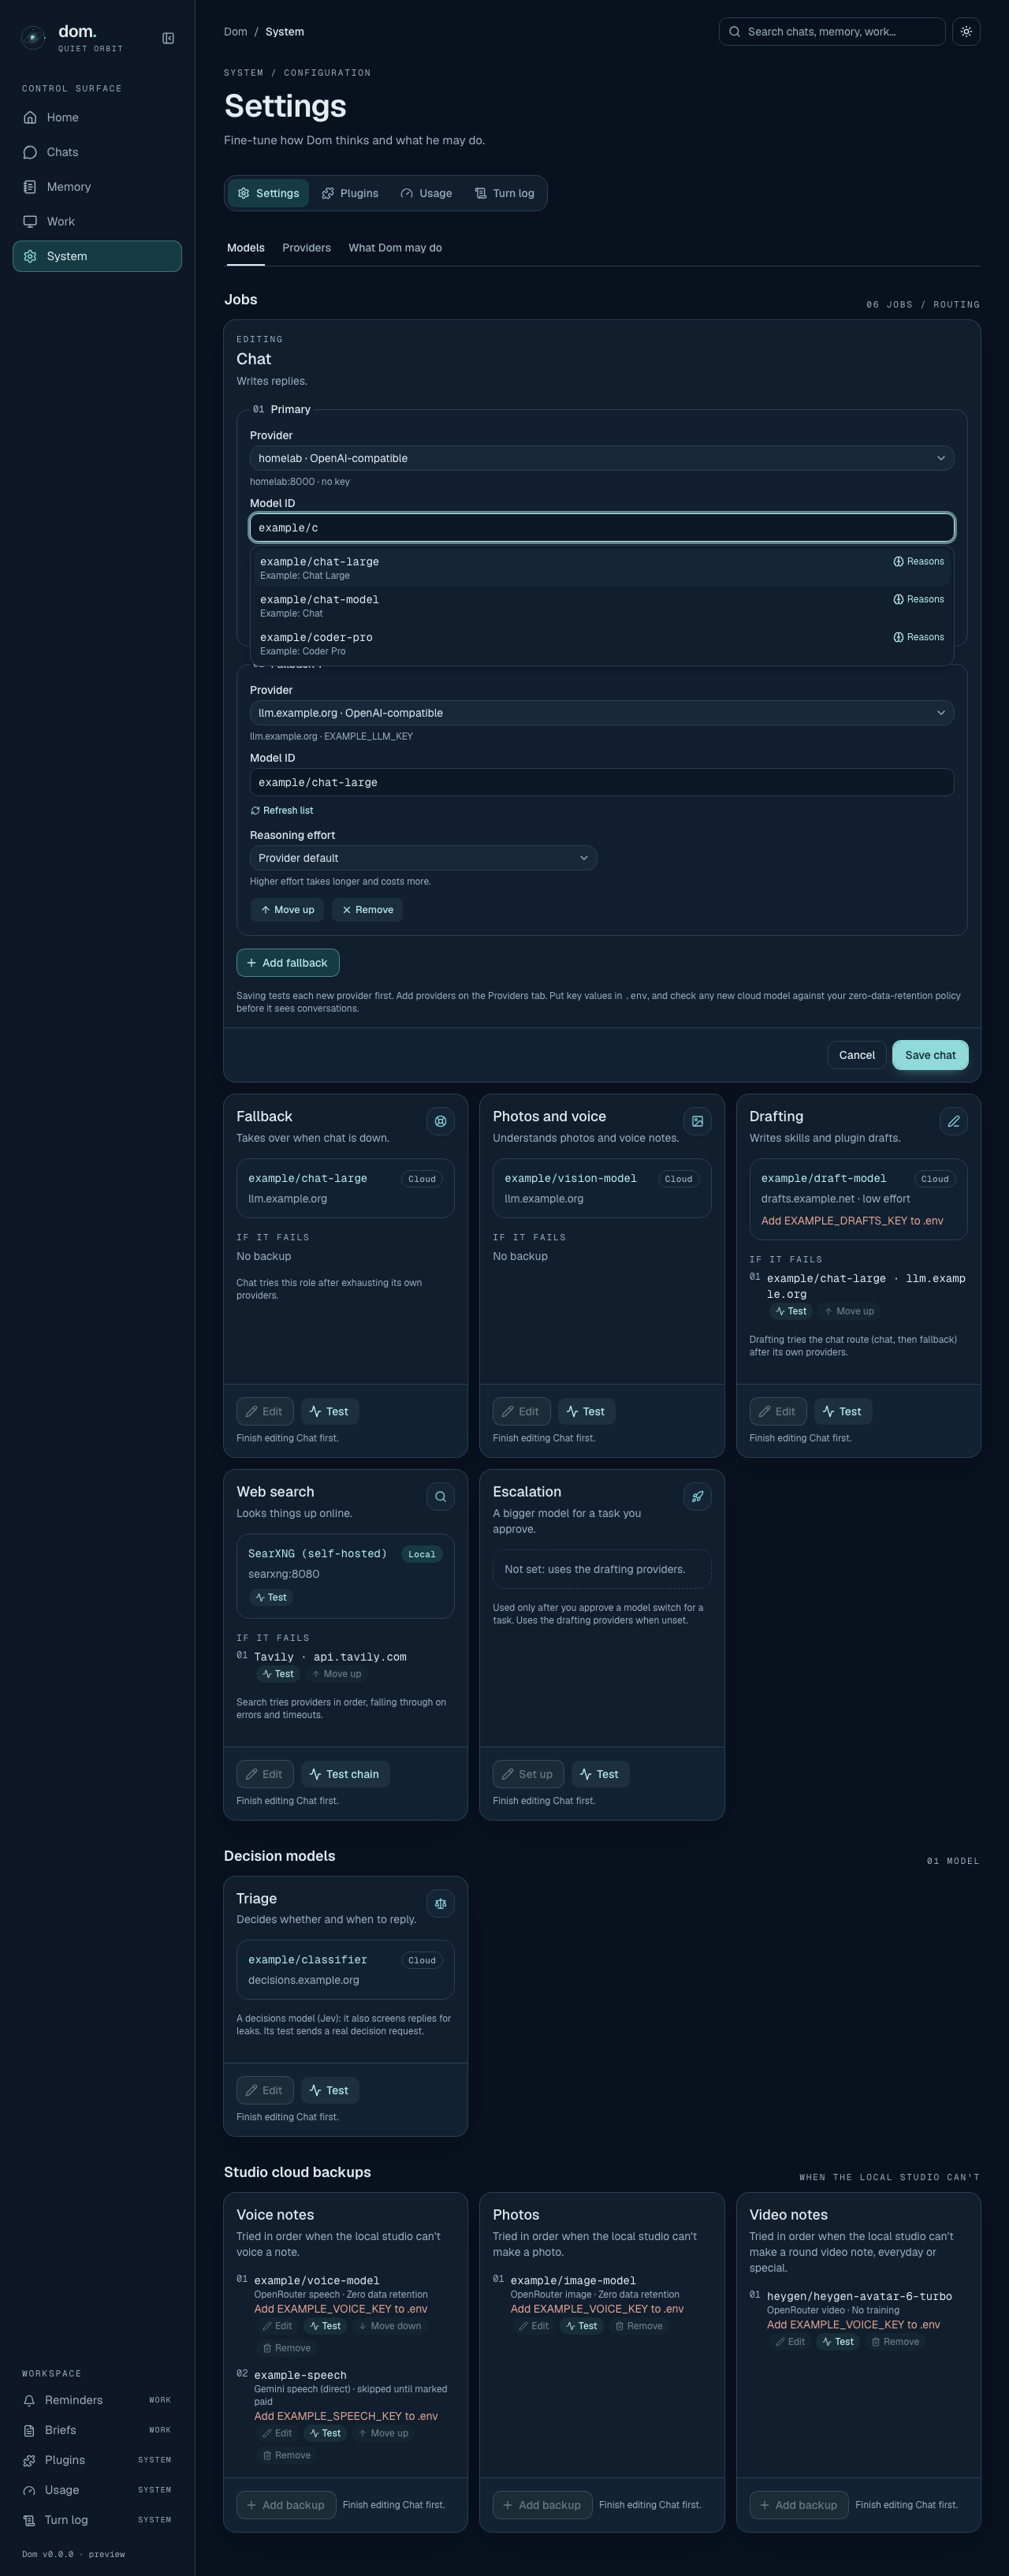 dom.
QUIET ORBIT
CONTROL SURFACE
Home
Chats
Memory
Work
System
Dom / System
Search chats, memory, work...
SYSTEM / CONFIGURATION
Settings
Fine-tune how Dom thinks and what he may do.
Settings
Plugins
Usage
Turn log
Models
Providers
What Dom may do
Jobs
06 JOBS / ROUTING
EDITING
Chat
Writes replies.
01 Primary
Provider
homelab · OpenAI-compatible
homelab:8000 · no key
Model ID
example/c
example/chat-large
Reasons
Example: Chat Large
example/chat-model
Reasons
Example: Chat
example/coder-pro
Reasons
Example: Coder Pro
Provider
llm.example.org · OpenAI-compatible
llm.example.org · EXAMPLE_LLM_KEY
Model ID
example/chat-large
Refresh list
Reasoning effort
Provider default
Higher effort takes longer and costs more.
Move up
Remove
Add fallback
Saving tests each new provider first. Add providers on the Providers tab. Put key values in .env, and check any new cloud model against your zero-data-retention policy
before it sees conversations.
Cancel
Save chat
Fallback
Takes over when chat is down.
example/chat-large
Cloud
llm.example.org
IF IT FAILS
No backup
Chat tries this role after exhausting its own
providers.
Edit
Test
Finish editing Chat first.
Photos and voice
Understands photos and voice notes.
example/vision-model
Cloud
llm.example.org
IF IT FAILS
No backup
Edit
Test
Finish editing Chat first.
Drafting
Writes skills and plugin drafts.
example/draft-model
Cloud
drafts.example.net · low effort
Add EXAMPLE_DRAFTS_KEY to .env
IF IT FAILS
01 example/chat-large · llm.examp
le.org
Test
Move up
Drafting tries the chat route (chat, then fallback)
after its own providers.
Edit
Test
Finish editing Chat first.
Web search
Looks things up online.
SearXNG (self-hosted)
Local
searxng:8080
Test
IF IT FAILS
01 Tavily · api.tavily.com
Test
Move up
Search tries providers in order, falling through on
errors and timeouts.
Edit
Test chain
Finish editing Chat first.
Escalation
A bigger model for a task you
approve.
Not set: uses the drafting providers.
Used only after you approve a model switch for a
task. Uses the drafting providers when unset.
Set up
Test
Finish editing Chat first.
Decision models
01 MODEL
Triage
Decides whether and when to reply.
example/classifier
Cloud
decisions.example.org
A decisions model (Jev): it also screens replies for
leaks. Its test sends a real decision request.
Edit
Test
Finish editing Chat first.
Studio cloud backups
WHEN THE LOCAL STUDIO CAN'T
Voice notes
Tried in order when the local studio can't
voice a note.
01 example/voice-model
OpenRouter speech · Zero data retention
Add EXAMPLE_VOICE_KEY to .env
Edit
Test
Move down
Remove
02 example-speech
Gemini speech (direct) · skipped until marked
paid
Add EXAMPLE_SPEECH_KEY to .env
Edit
Test
Move up
Remove
Add backup
Finish editing Chat first.
Photos
Tried in order when the local studio can't
make a photo.
01 example/image-model
OpenRouter image · Zero data retention
Add EXAMPLE_VOICE_KEY to .env
Edit
Test
Remove
Add backup
Finish editing Chat first.
Video notes
Tried in order when the local studio can't
make a round video note, everyday or
special.
01 heygen/heygen-avatar-6-turbo
OpenRouter video · No training
Add EXAMPLE_VOICE_KEY to .env
Edit
Test
Remove
Add backup
Finish editing Chat first.
WORKSPACE
Reminders WORK
Briefs WORK
Plugins SYSTEM
Usage SYSTEM
Turn log SYSTEM
Dom v0.0.0 · preview